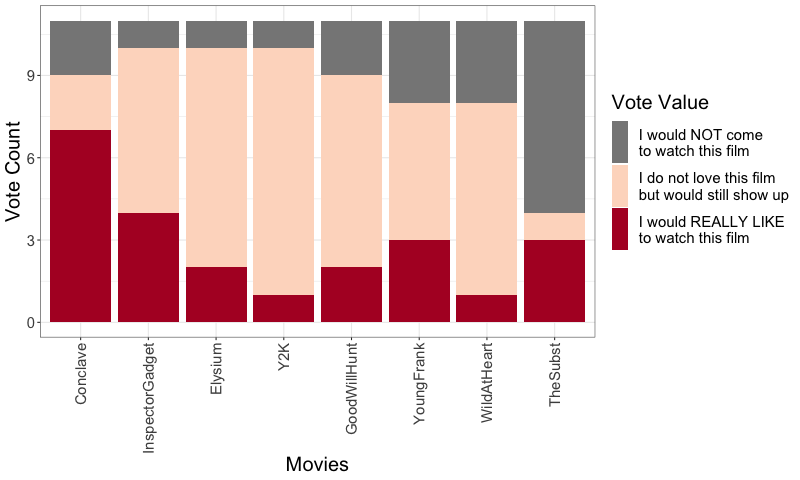 Vote Count
9
6
3
0
Conclave
InspectorGadget
Elysium
Y2K
GoodWillHunt
YoungFrank
WildAtHeart
TheSubst
Movies
Vote Value
I would NOT come
to watch this film
I do not love this film
but would still show up
I would REALLY LIKE
to watch this film